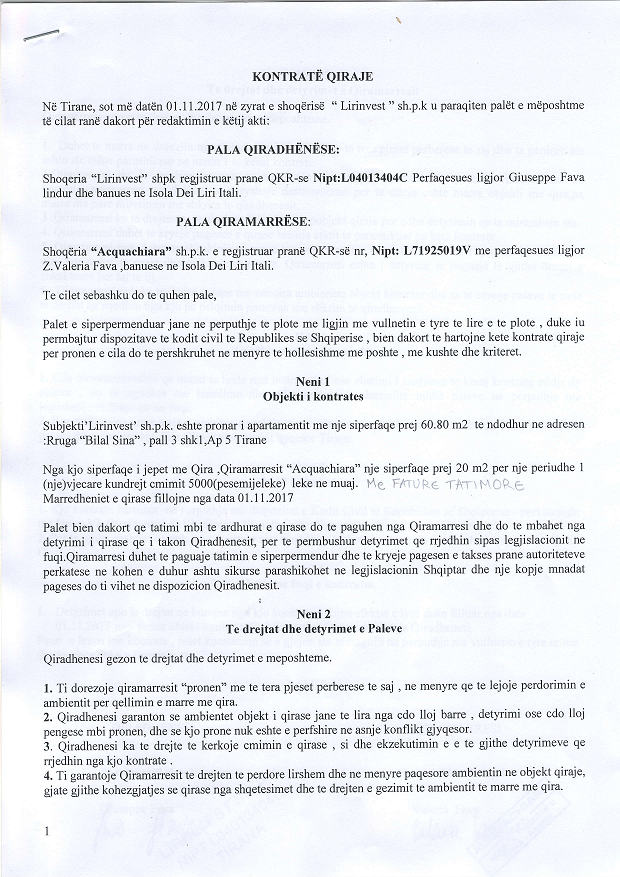 KONTRATË QIRAJE
Në Tirane, sot më datën 01.11.2017 në zyrat e shoqërisë “ Lirinvest ” sh.p.k u paraqiten palët e mëposhtme
të cilat ranë dakort për redaktimin e këtij akti:
PALA QIRADHËNËSE:
Shoqeria “Lirinvest” shpk regjistruar prane QKR-se Nipt:L04013404C Perfaqesues ligjor Giuseppe Fava
lindur dhe banues ne Isola Dei Liri Itali.
PALA QIRAMARRËSE:
Shoqëria “Acquachiara” sh.p.k. e regjistruar pranë QKR-së nr, Nipt: L71925019V me perfaqesues ligjor
Z.Valeria Fava ,banuese ne Isola Dei Liri Itali.
Te cilet sebashku do te quhen pale,
Palet e siperpermenduar jane ne perputhje te plote me ligjin me vullnetin e tyre te lire e te plote , duke iu
permbajtur dispozitave te kodit civil te Republikes se Shqiperise , bien dakort te hartojne kete kontrate qiraje
per pronen e cila do te pershkruhet ne menyre te hollesishme me poshte , me kushte dhe kriteret.
Neni 1
Objekti i kontrates
Subjekti’Lirinvest’ sh.p.k. eshte pronar i apartamentit me nje siperfaqe prej 60.80 m2 te ndodhur ne adresen
:Rruga “Bilal Sina” , pall 3 shk1,Ap 5 Tirane
Nga kjo siperfaqe i jepet me Qira ,Qiramarresit “Acquachiara” nje siperfaqe prej 20 m2 per nje periudhe 1
(nje)vjecare kundrejt cmimit 5000(pesemijeleke) leke ne muaj. Me FATURE TATIMORE
Marredheniet e qirase fillojne nga data 01.11.2017
Palet bien dakort qe tatimi mbi te ardhurat e qirase do te paguhen nga Qiramarresi dhe do te mbahet nga
detyrimi i qirase qe i takon Qiradhenesit, per te permbushur detyrimet qe rrjedhin sipas legjislacionit ne
fuqi.Qiramarresi duhet te paguaje tatimin e siperpermendur dhe te kryeje pagesen e takses prane autoriteteve
perkatese ne kohen e duhur ashtu sikurse parashikohet ne legjislacionin Shqiptar dhe nje kopje mnadat
pageses do ti vihet ne dispozicion Qiradhenesit.
Neni 2
Te drejtat dhe detyrimet e Paleve
Qiradhenesi gezon te drejtat dhe detyrimet e meposhteme.
1. Ti dorezoje qiramarresit “pronen” me te tera pjeset perberese te saj , ne menyre qe te lejoje perdorimin e
ambientit per qellimin e marre me qira.
2. Qiradhenesi garanton se ambientet objekt i qirase jane te lira nga cdo lloj barre , detyrimi ose cdo lloj
pengese mbi pronen, dhe se kjo prone nuk eshte e perfshire ne asnje konflikt gjyqesor.
3. Qiradhenesi ka te drejte te kerkoje cmimin e qirase , si dhe ekzekutimin e e te gjithe detyrimeve qe
rrjedhin nga kjo kontrate .
4. Ti garantoje Qiramarresit te drejten te perdore lirshem dhe ne menyre paqesore ambientin ne objekt qiraje,
gjate gjithe kohezgjatjes se qirase nga shqetesimet dhe te drejten e gezimit te ambientit te marre me qira.
1